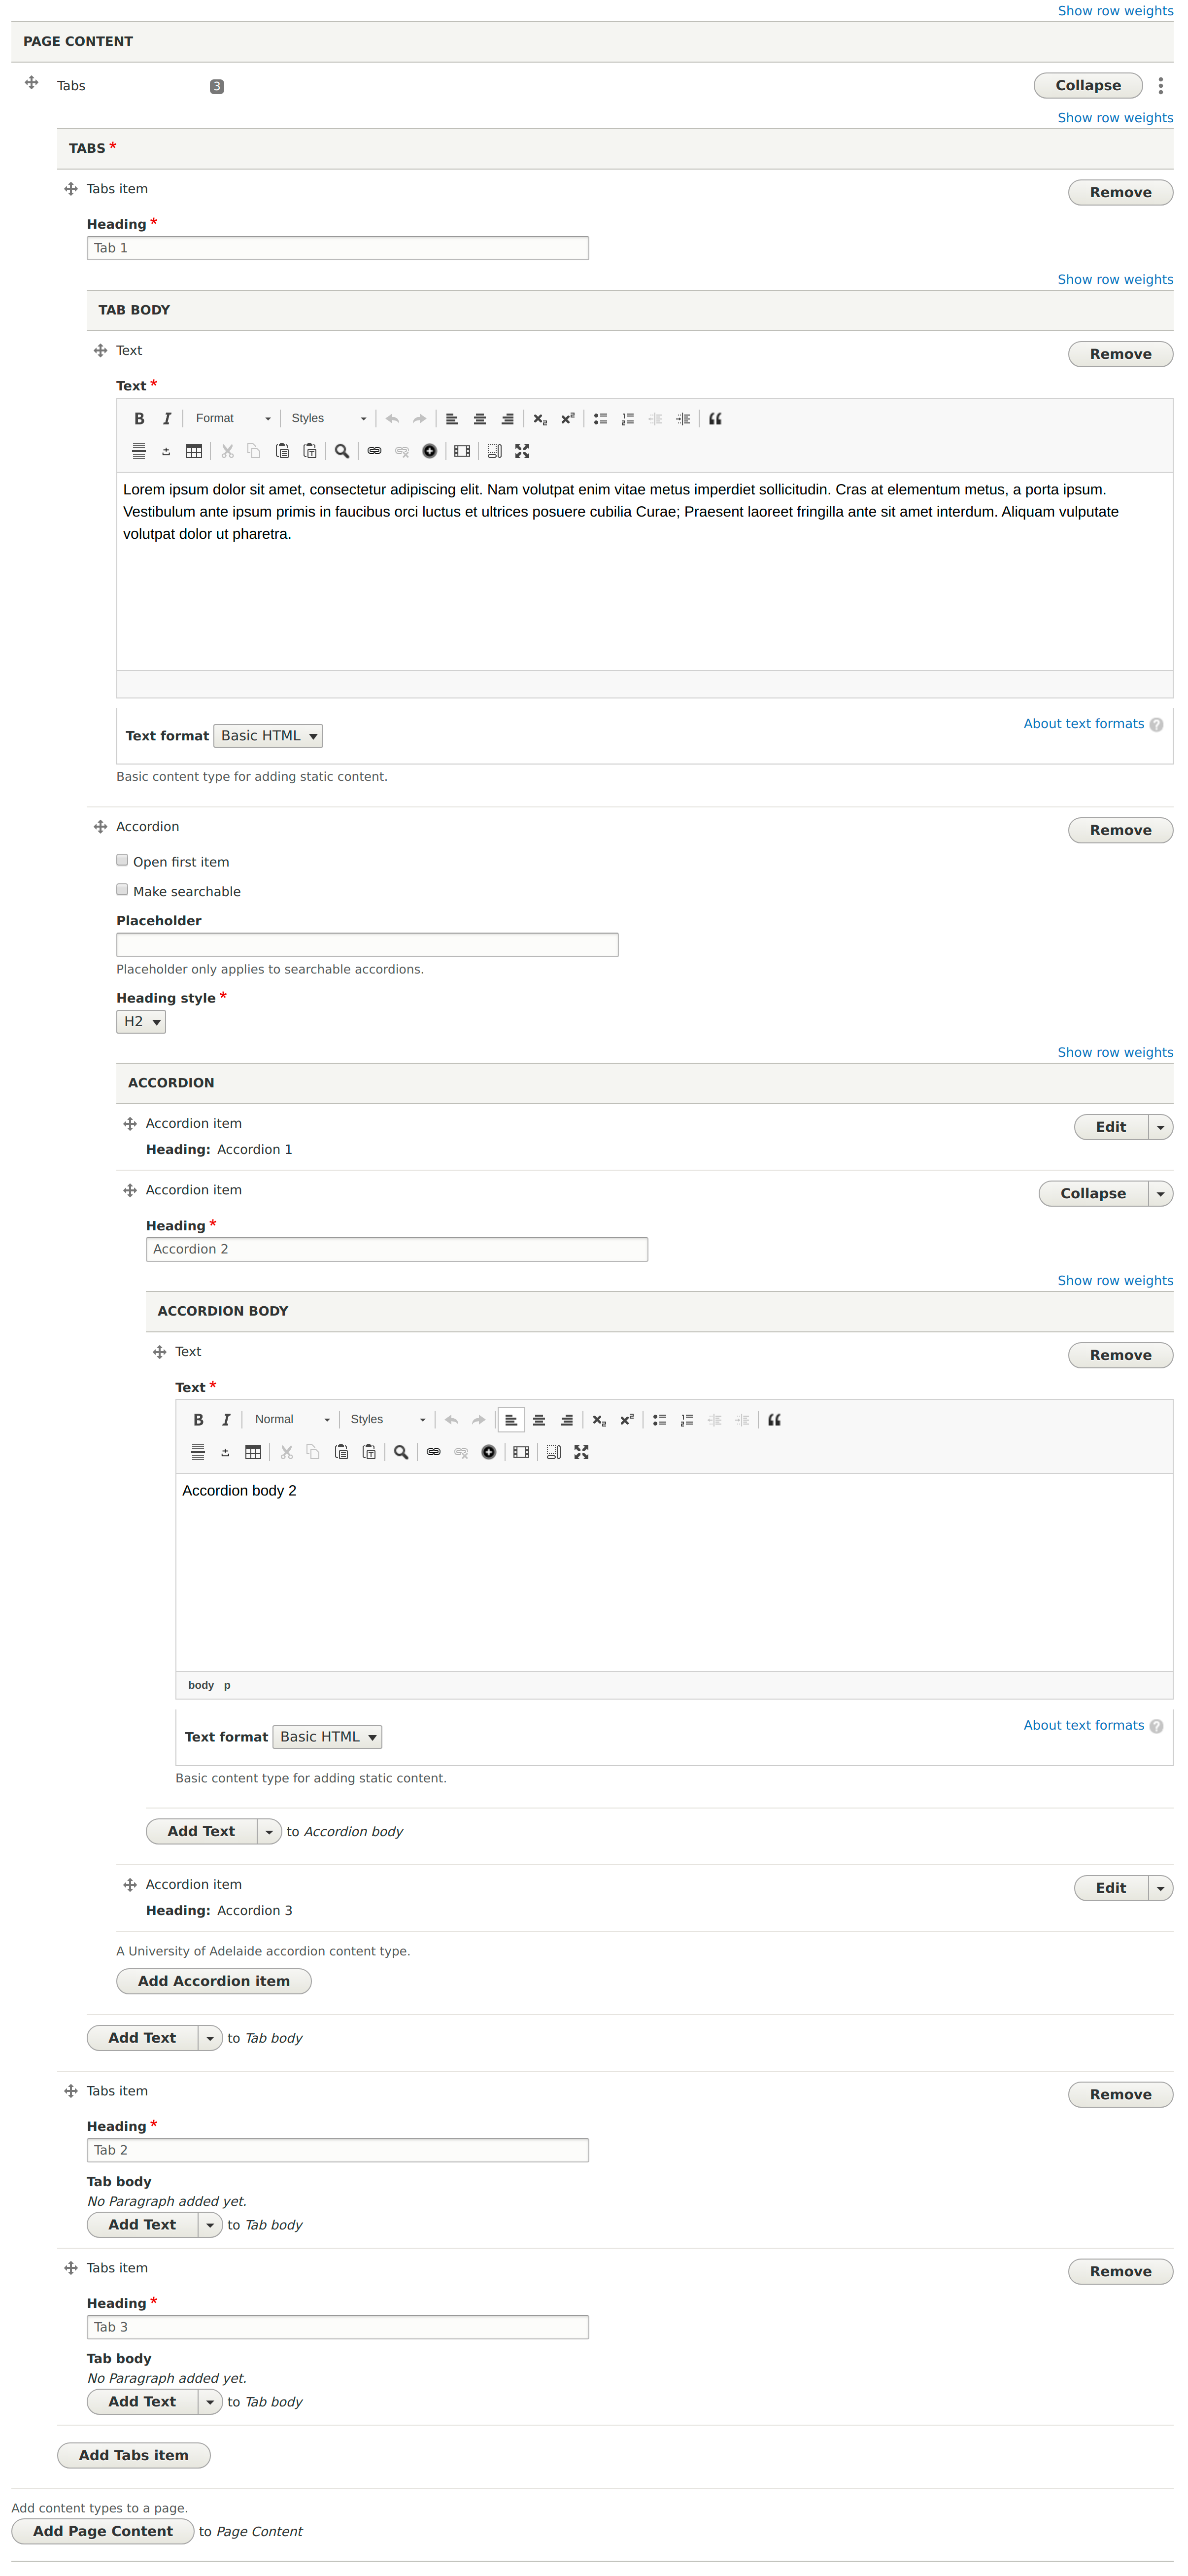 Show row weights
PAGE CONTENT
Tabs 3 Collapse
Show row weights
TABS *
Tabs item Remove
Heading *
Tab 1
Show row weights
TAB BODY
Text Remove
Text *
B I Format Styles
Lorem ipsum dolor sit amet, consectetur adipiscing elit. Nam volutpat enim vitae metus imperdiet sollicitudin. Cras at elementum metus, a porta ipsum.
Vestibulum ante ipsum primis in faucibus orci luctus et ultrices posuere cubilia Curae; Praesent laoreet fringilla ante sit amet interdum. Aliquam vulputate
volutpat dolor ut pharetra.
Text format Basic HTML About text formats ?
Basic content type for adding static content.
Accordion Remove
Open first item
Make searchable
Placeholder
Placeholder only applies to searchable accordions.
Heading style *
H2
Show row weights
ACCORDION
Accordion item Edit
Heading: Accordion 1
Accordion item Collapse
Heading *
Accordion 2
Show row weights
ACCORDION BODY
Text Remove
Text *
B I Normal Styles
Accordion body 2
body p
Text format Basic HTML About text formats ?
Basic content type for adding static content.
Add Text to Accordion body
Accordion item Edit
Heading: Accordion 3
A University of Adelaide accordion content type.
Add Accordion item
Add Text to Tab body
Tabs item Remove
Heading *
Tab 2
Tab body
No Paragraph added yet.
Add Text to Tab body
Tabs item Remove
Heading *
Tab 3
Tab body
No Paragraph added yet.
Add Text to Tab body
Add Tabs item
Add content types to a page.
Add Page Content to Page Content